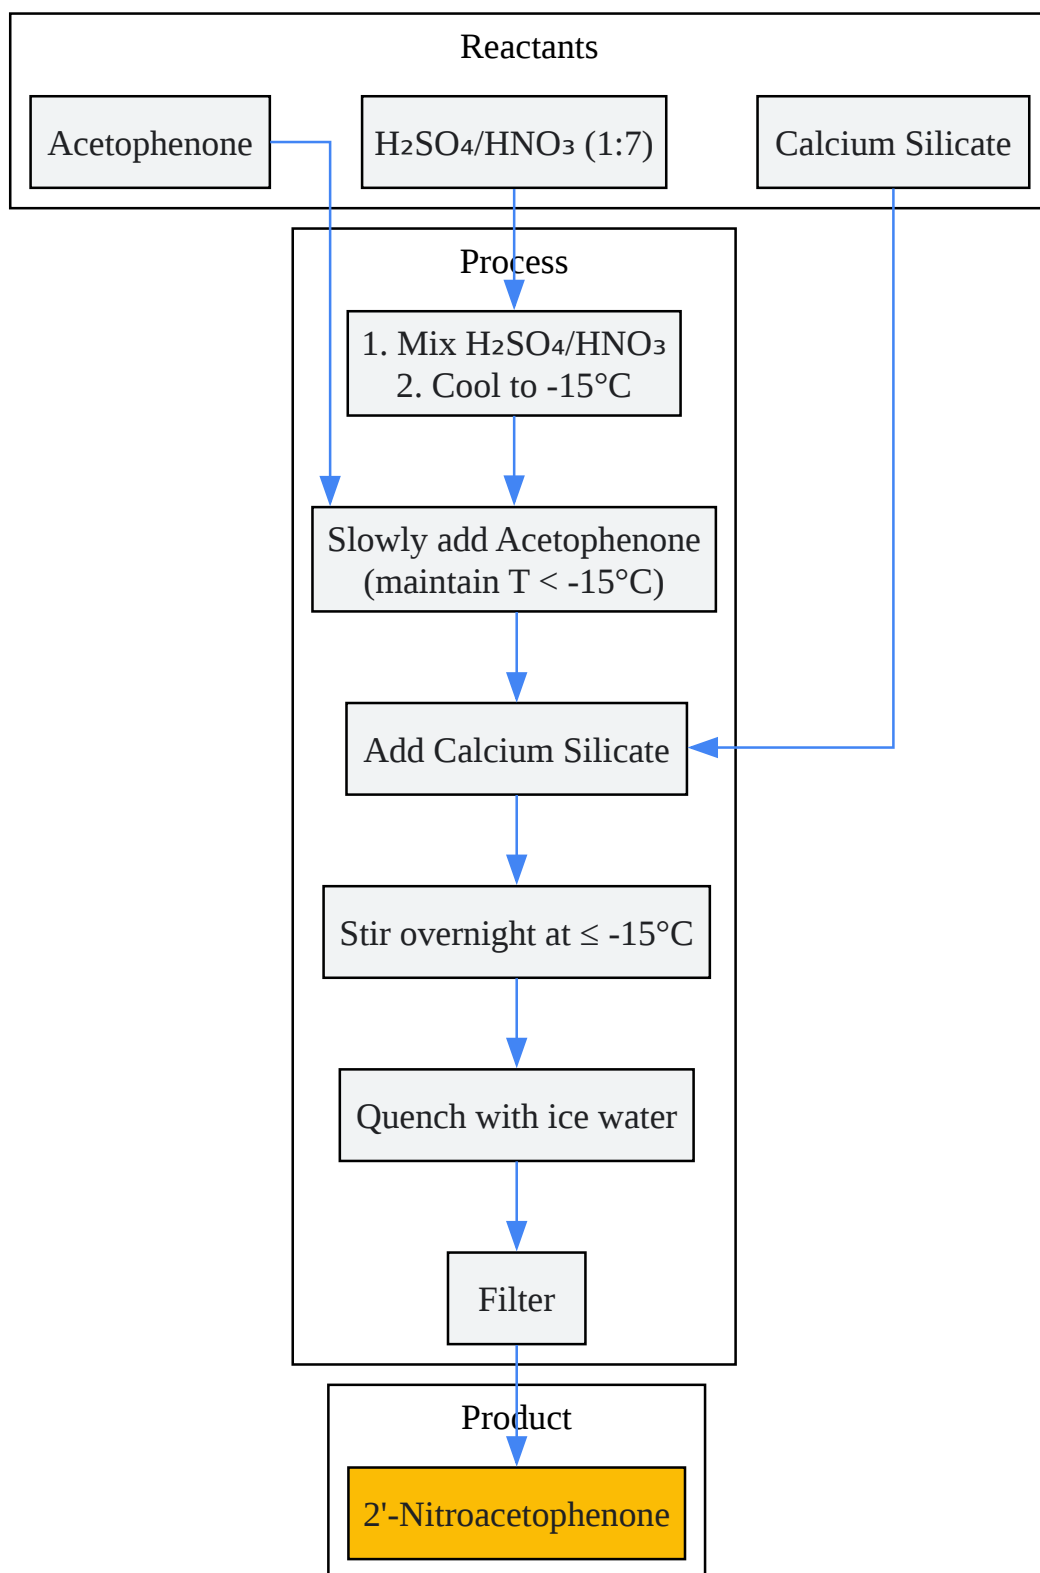 Reactants
Acetophenone
H₂SO₄/HNO₃ (1:7)
Calcium Silicate
Process
1. Mix H₂SO₄/HNO₃
2. Cool to -15°C
Slowly add Acetophenone
(maintain T < -15°C)
Add Calcium Silicate
Stir overnight at ≤ -15°C
Quench with ice water
Filter
Product
2'-Nitroacetophenone